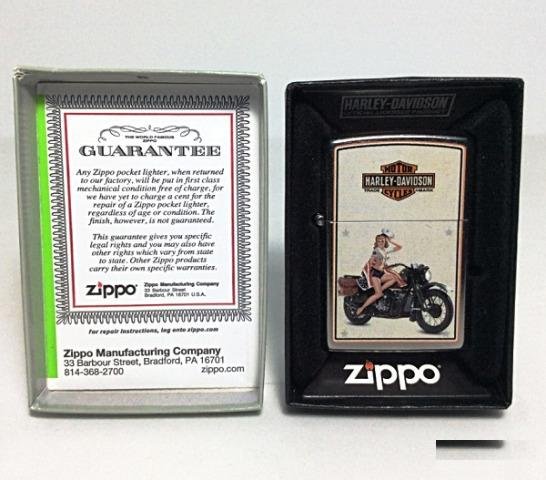 THE WORLD FAMOUS
ZIPPO
GUARANTEE
Any Zippo pocket lighter, when returned
to our factory, will be put in first class
mechanical condition free of charge, for
we have yet to charge a cent for the
repair of a Zippo pocket lighter,
regardless of age or condition. The
finish, however, is not guaranteed.
This guarantee gives you specific
legal rights and you may also have
other rights which vary from state
to state. Other Zippo products
carry their own specific warranties.
zippo
Zippo Manufacturing Company
33 Barbour Street
Bradford, PA 16701 U.S.A.
For repair instructions, log onto zippo.com
Zippo Manufacturing Company
33 Barbour Street, Bradford, PA 16701
814-368-2700
zippo.com
HARLEY-DAVIDSON
MOTOR
HARLEY-DAVIDSON
CYCLES
zippo